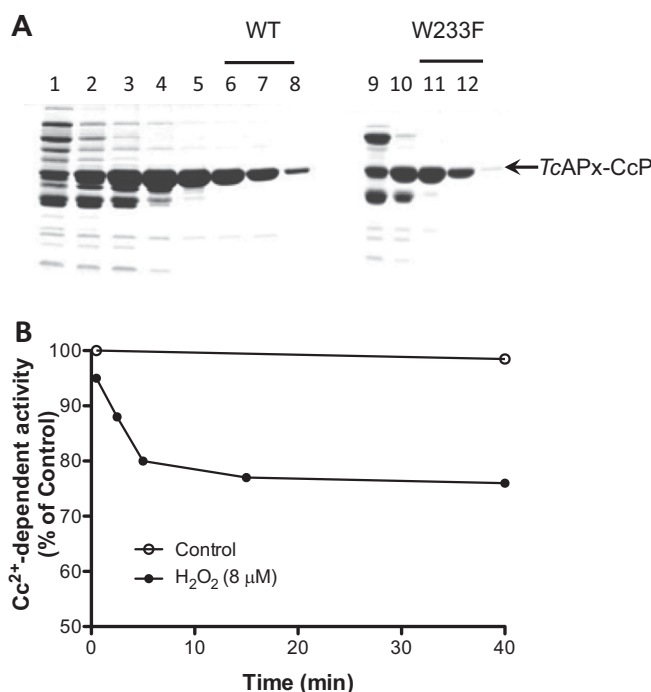 A
WT
W233F
1 2 3 4 5 6 7 8 9 10 11 12
TcAPx-CcP
B
Cc²⁺-dependent activity
(% of Control)
100
90
80
70
60
50
Control
H₂O₂ (8 μM)
0 10 20 30 40
Time (min)